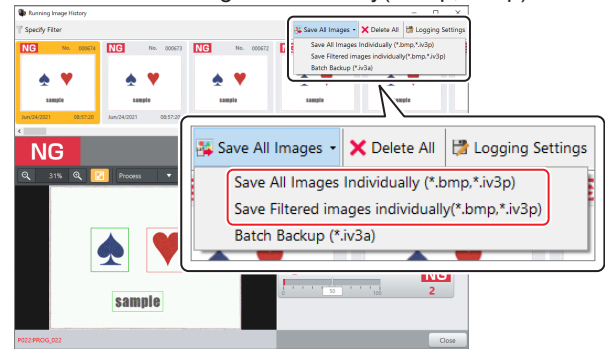 Running Image History
Specify Filter
Save All Images Delete All Logging Settings
Save All Images Individually (*.bmp,*.iv3p)
Save Filtered images individually(*.bmp,*.iv3p)
Batch Backup (*.iv3a)
NG No. 000674
NG No. 000673
NG No. 000672
sample
sample
sample
sample
sample
Jun/24/2021 08:57:20
Jun/24/2021 08:57:20
Save All Images Delete All Logging Settings
Save All Images Individually (*.bmp,*.iv3p)
Save Filtered images individually(*.bmp,*.iv3p)
Batch Backup (*.iv3a)
NG
31% Process
sample
NG
0 50 100 2
P022:PROG_022
Close